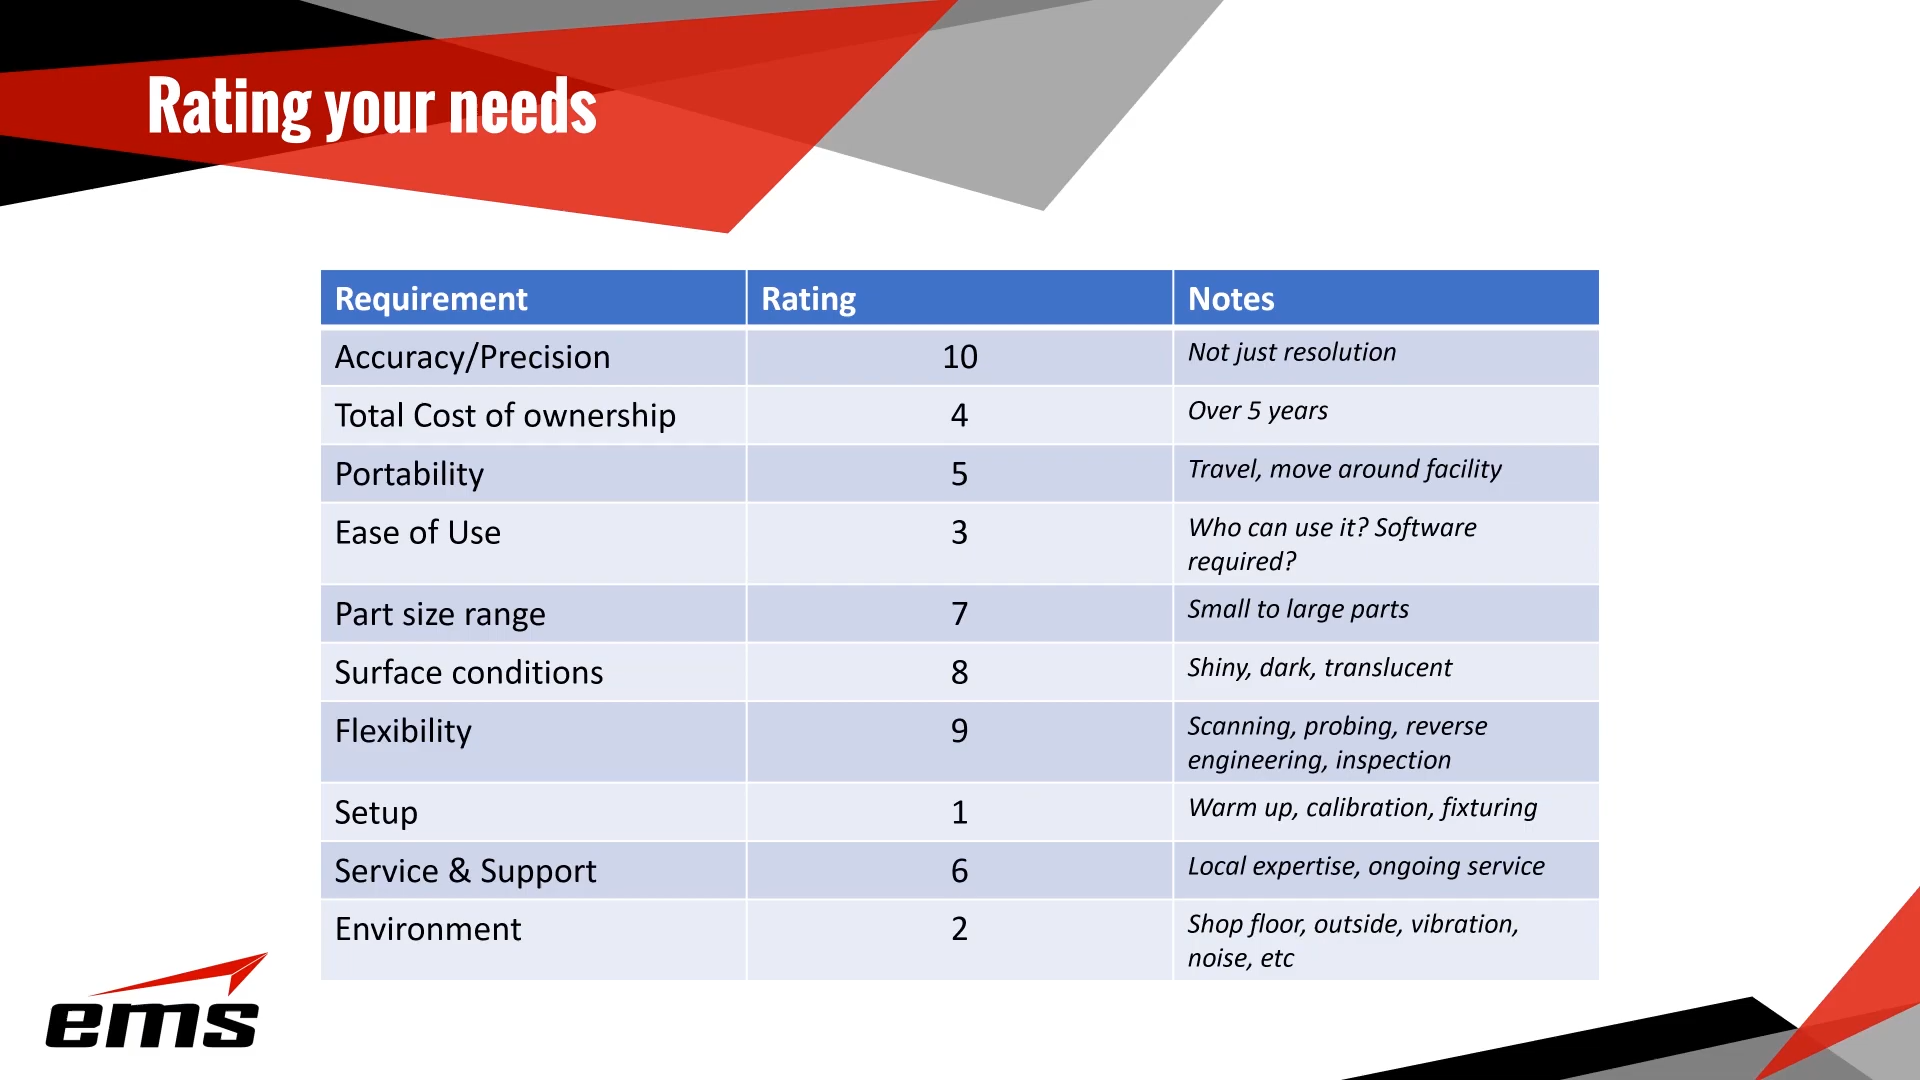 Rating your needs
Requirement Rating Notes
Accuracy/Precision 10 Not just resolution
Total Cost of ownership 4 Over 5 years
Portability 5 Travel, move around facility
Ease of Use 3 Who can use it? Software
required?
Part size range 7 Small to large parts
Surface conditions 8 Shiny, dark, translucent
Flexibility 9 Scanning, probing, reverse
engineering, inspection
Setup 1 Warm up, calibration, fixturing
Service & Support 6 Local expertise, ongoing service
Environment 2 Shop floor, outside, vibration,
noise, etc
ems